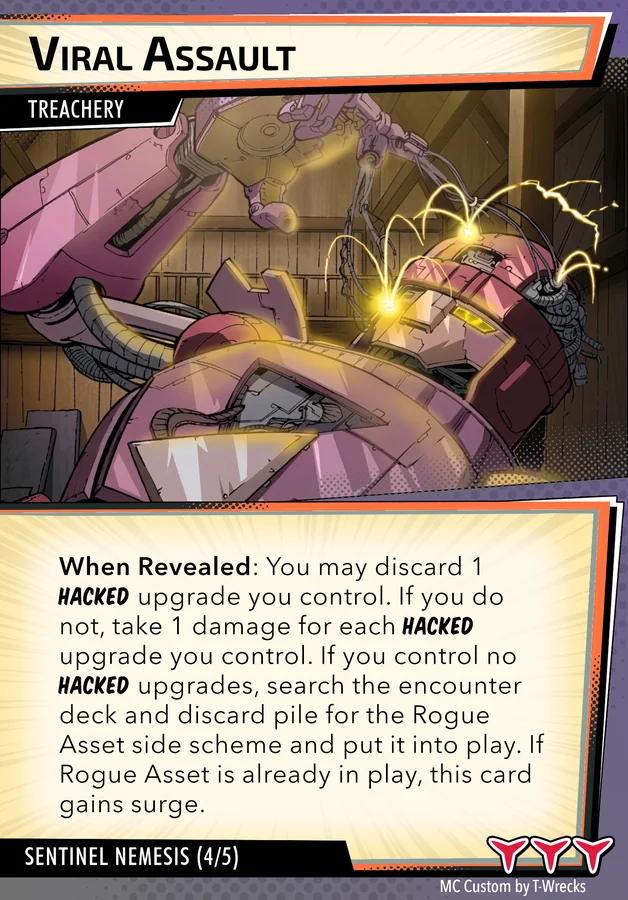 VIRAL ASSAULT
TREACHERY
When Revealed: You may discard 1
HACKED upgrade you control. If you do
not, take 1 damage for each HACKED
upgrade you control. If you control no
HACKED upgrades, search the encounter
deck and discard pile for the Rogue
Asset side scheme and put it into play. If
Rogue Asset is already in play, this card
gains surge.
SENTINEL NEMESIS (4/5)
MC Custom by T-Wrecks